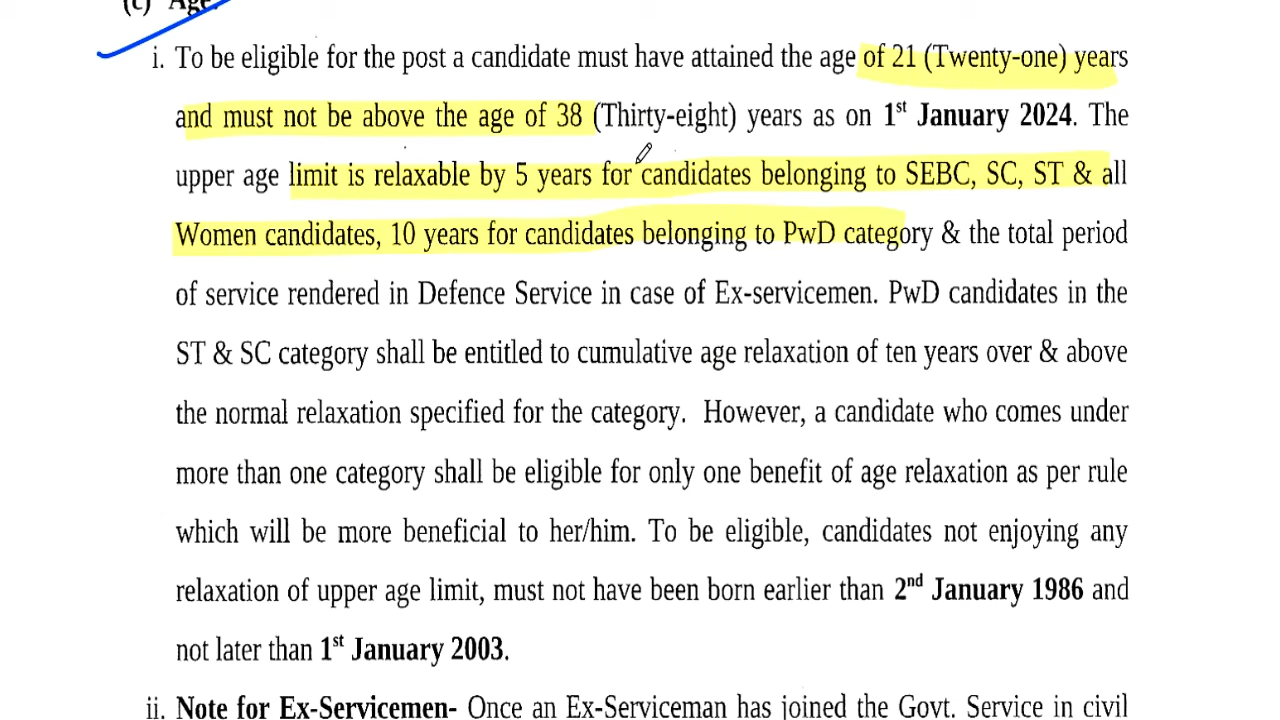 (c) Age.
i. To be eligible for the post a candidate must have attained the age of 21 (Twenty-one) years
and must not be above the age of 38 (Thirty-eight) years as on 1st January 2024. The
upper age limit is relaxable by 5 years for candidates belonging to SEBC, SC, ST & all
Women candidates, 10 years for candidates belonging to PwD category & the total period
of service rendered in Defence Service in case of Ex-servicemen. PwD candidates in the
ST & SC category shall be entitled to cumulative age relaxation of ten years over & above
the normal relaxation specified for the category. However, a candidate who comes under
more than one category shall be eligible for only one benefit of age relaxation as per rule
which will be more beneficial to her/him. To be eligible, candidates not enjoying any
relaxation of upper age limit, must not have been born earlier than 2nd January 1986 and
not later than 1st January 2003.
ii. Note for Ex-Servicemen- Once an Ex-Serviceman has joined the Govt. Service in civil